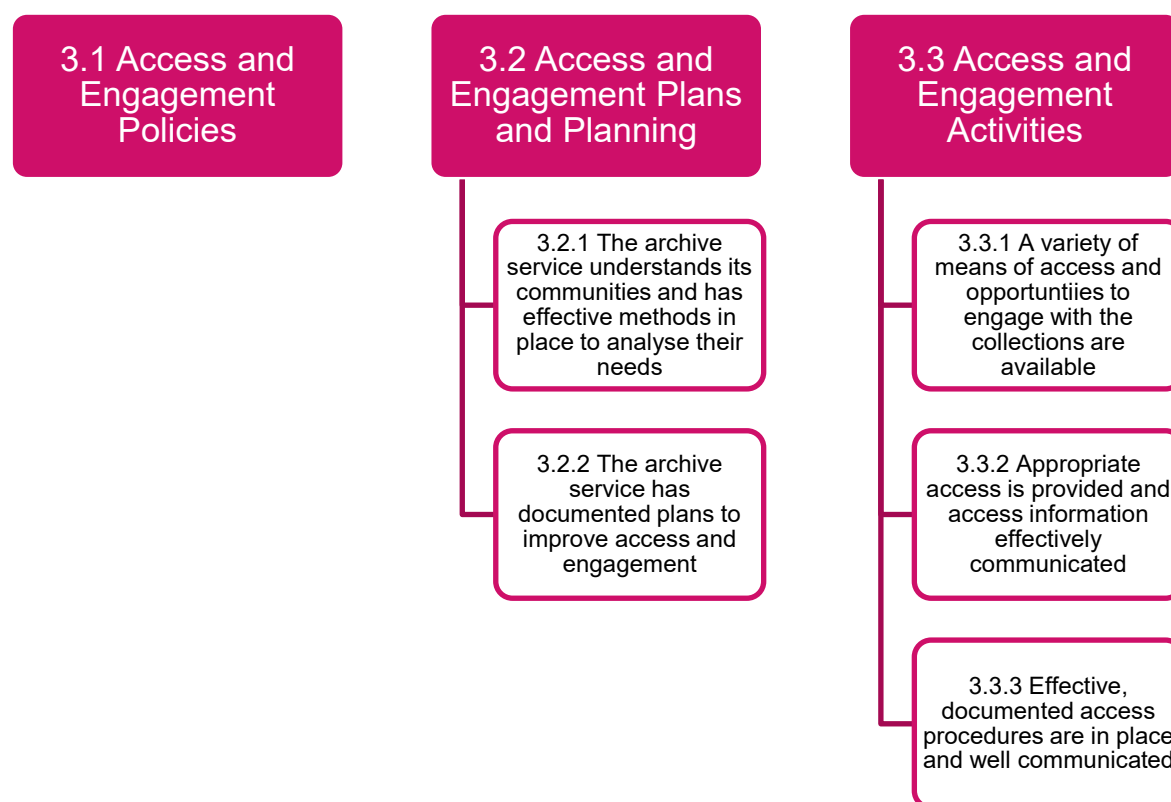 3.1 Access and
Engagement
Policies
3.2 Access and
Engagement Plans
and Planning
3.2.1 The archive
service understands its
communities and has
effective methods in
place to analyse their
needs
3.2.2 The archive
service has
documented plans to
improve access and
engagement
3.3 Access and
Engagement
Activities
3.3.1 A variety of
means of access and
opportuntiies to
engage with the
collections are
available
3.3.2 Appropriate
access is provided and
access information
effectively
communicated
3.3.3 Effective,
documented access
procedures are in place
and well communicated